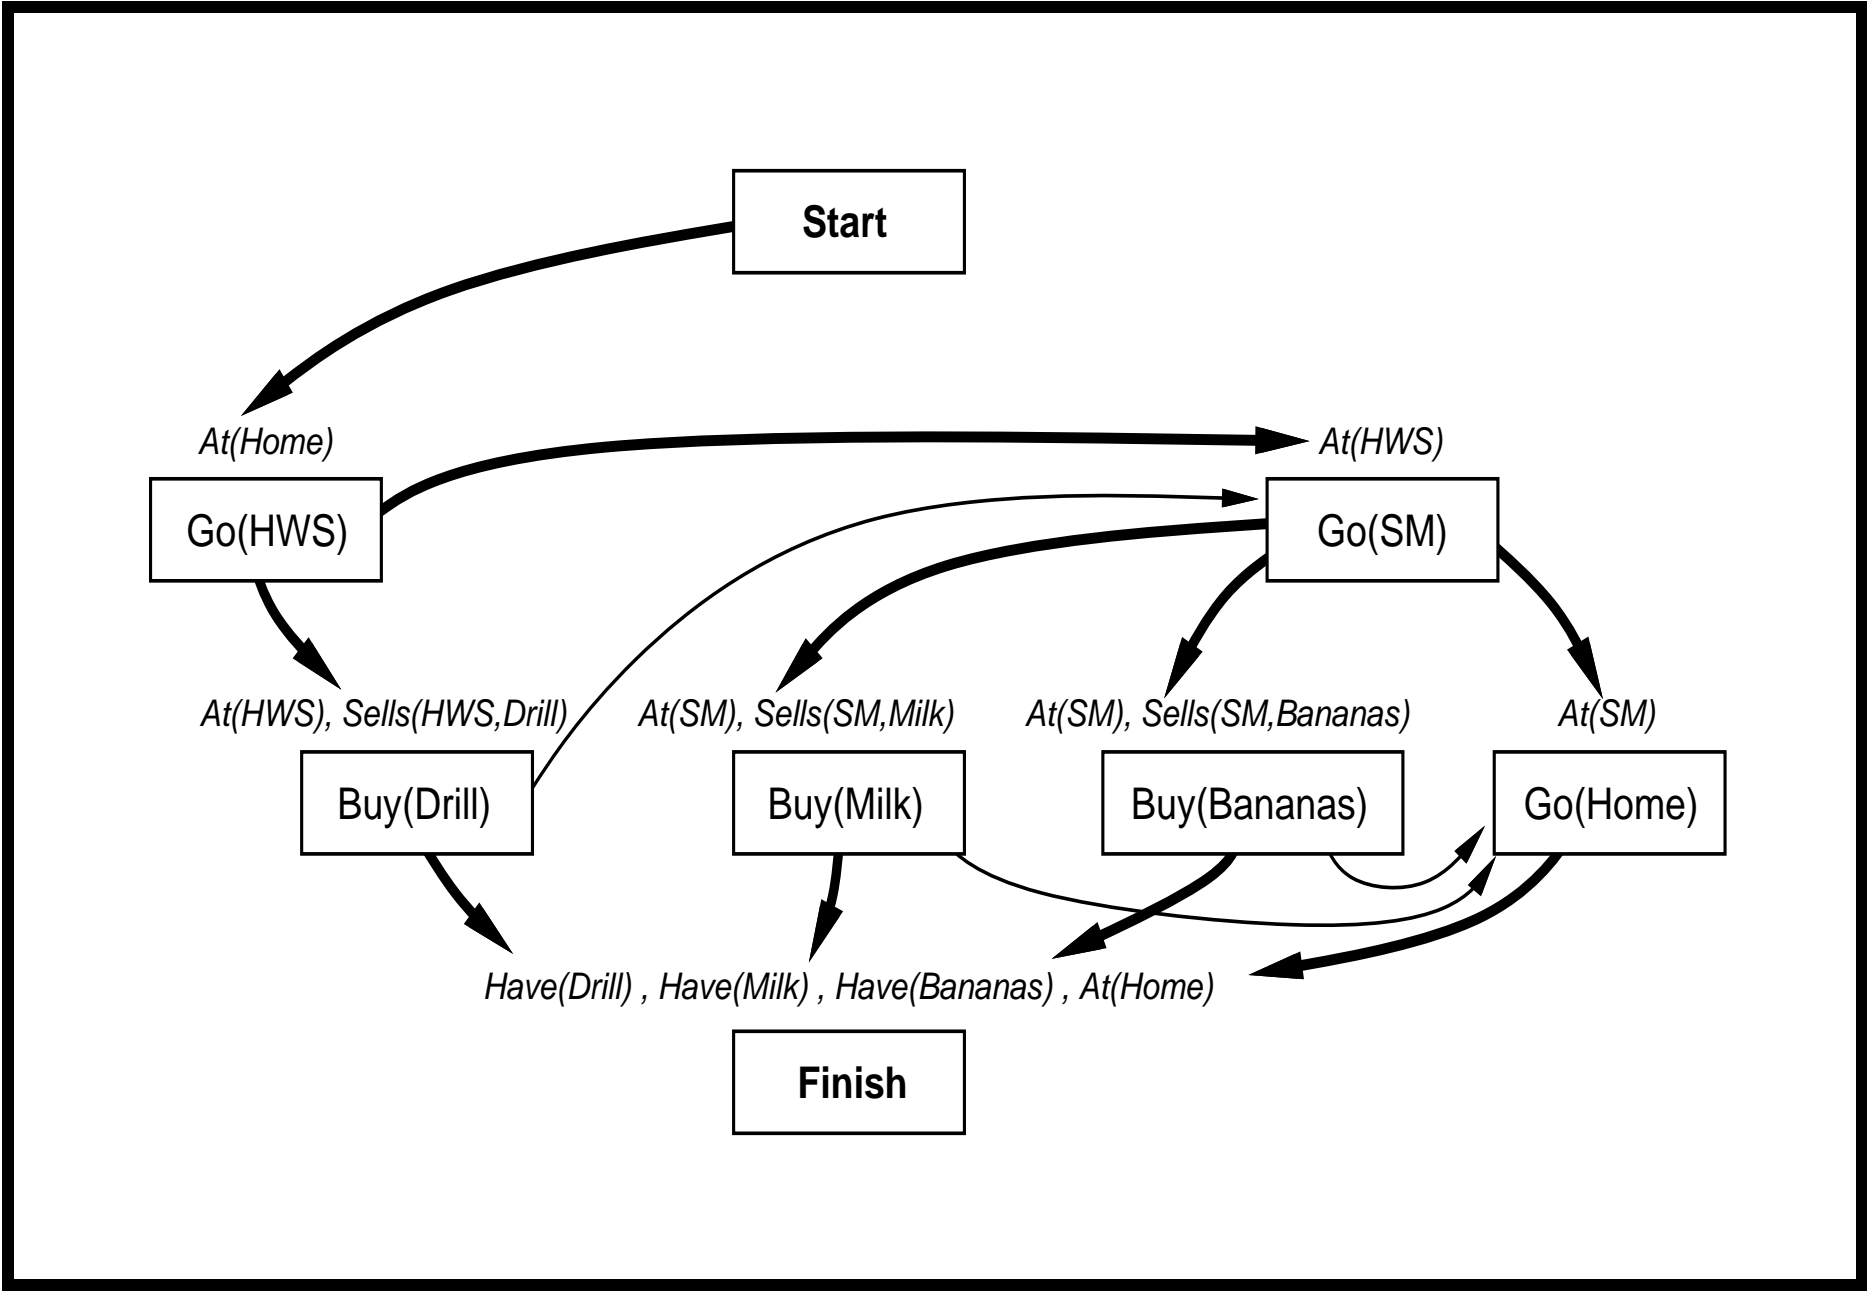 Start
At(Home)
At(HWS)
Go(HWS)
Go(SM)
At(HWS), Sells(HWS,Drill)
At(SM), Sells(SM,Milk)
At(SM), Sells(SM,Bananas)
At(SM)
Buy(Drill)
Buy(Milk)
Buy(Bananas)
Go(Home)
Have(Drill) , Have(Milk) , Have(Bananas) , At(Home)
Finish